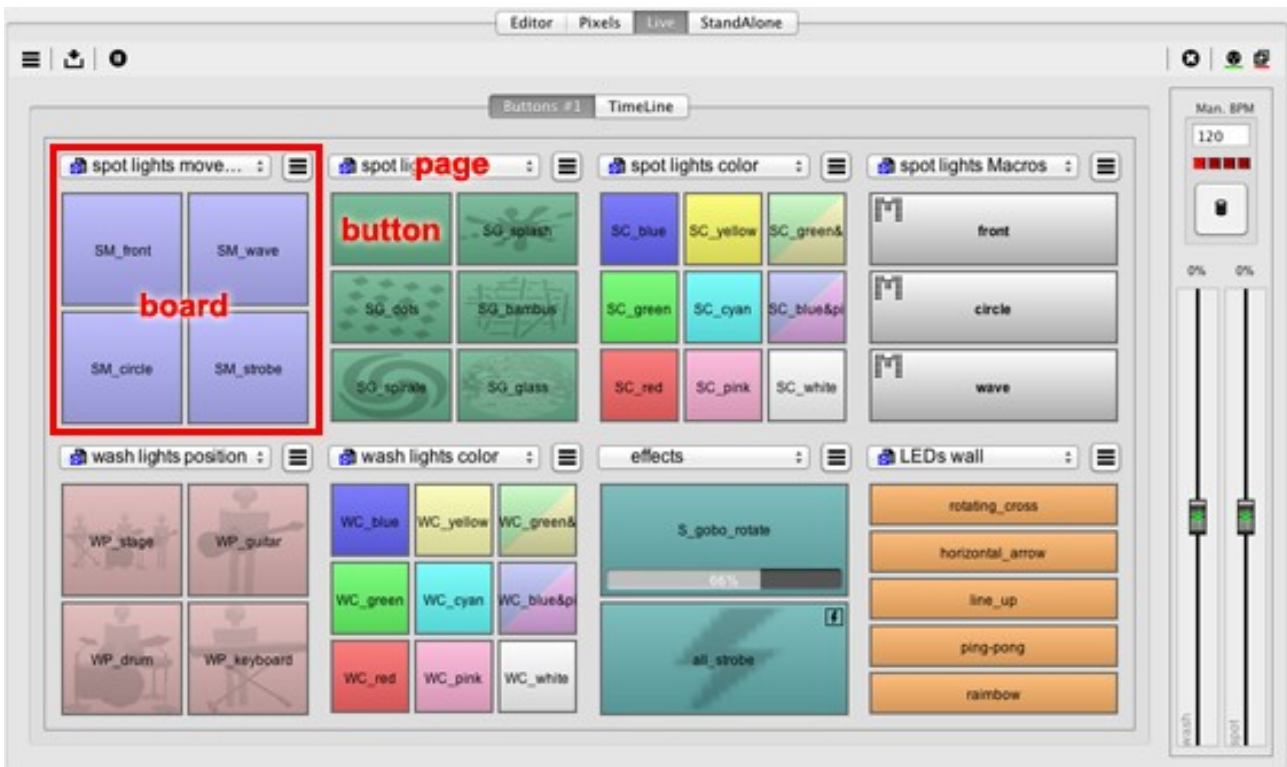 Editor Pixels Live StandAlone
Buttons #1 TimeLine
Man. BPM
120
spot lights move...
spot li
page
spot lights color
spot lights Macros
SM_front
SM_wave
SM_circle
SM_strobe
board
button
SG_splash
SG_dots
SG_bambus
SG_spirale
SG_glass
SC_blue
SC_yellow
SC_green&
SC_green
SC_cyan
SC_blue&pi
SC_red
SC_pink
SC_white
front
circle
wave
0% 0%
wash lights position
wash lights color
effects
LEDs wall
WP_stage
WP_guitar
WP_drum
WP_keyboard
WC_blue
WC_yellow
WC_green&
WC_green
WC_cyan
WC_blue&pi
WC_red
WC_pink
WC_white
S_gobo_rotate
66%
all_strobe
rotating_cross
horizontal_arrow
line_up
ping-pong
raimbow
wash
spot